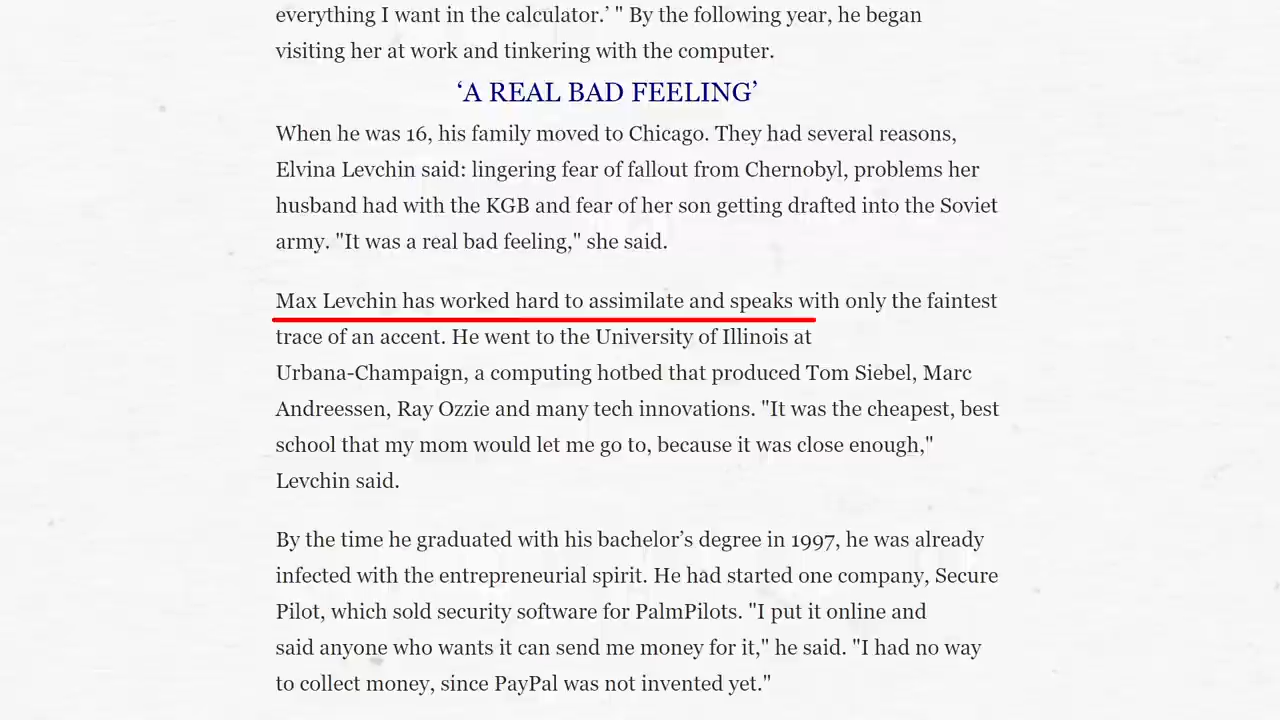 everything I want in the calculator.’ " By the following year, he began
visiting her at work and tinkering with the computer.
‘A REAL BAD FEELING’
When he was 16, his family moved to Chicago. They had several reasons,
Elvina Levchin said: lingering fear of fallout from Chernobyl, problems her
husband had with the KGB and fear of her son getting drafted into the Soviet
army. "It was a real bad feeling," she said.
Max Levchin has worked hard to assimilate and speaks with only the faintest
trace of an accent. He went to the University of Illinois at
Urbana-Champaign, a computing hotbed that produced Tom Siebel, Marc
Andreessen, Ray Ozzie and many tech innovations. "It was the cheapest, best
school that my mom would let me go to, because it was close enough,"
Levchin said.
By the time he graduated with his bachelor’s degree in 1997, he was already
infected with the entrepreneurial spirit. He had started one company, Secure
Pilot, which sold security software for PalmPilots. "I put it online and
said anyone who wants it can send me money for it," he said. "I had no way
to collect money, since PayPal was not invented yet."